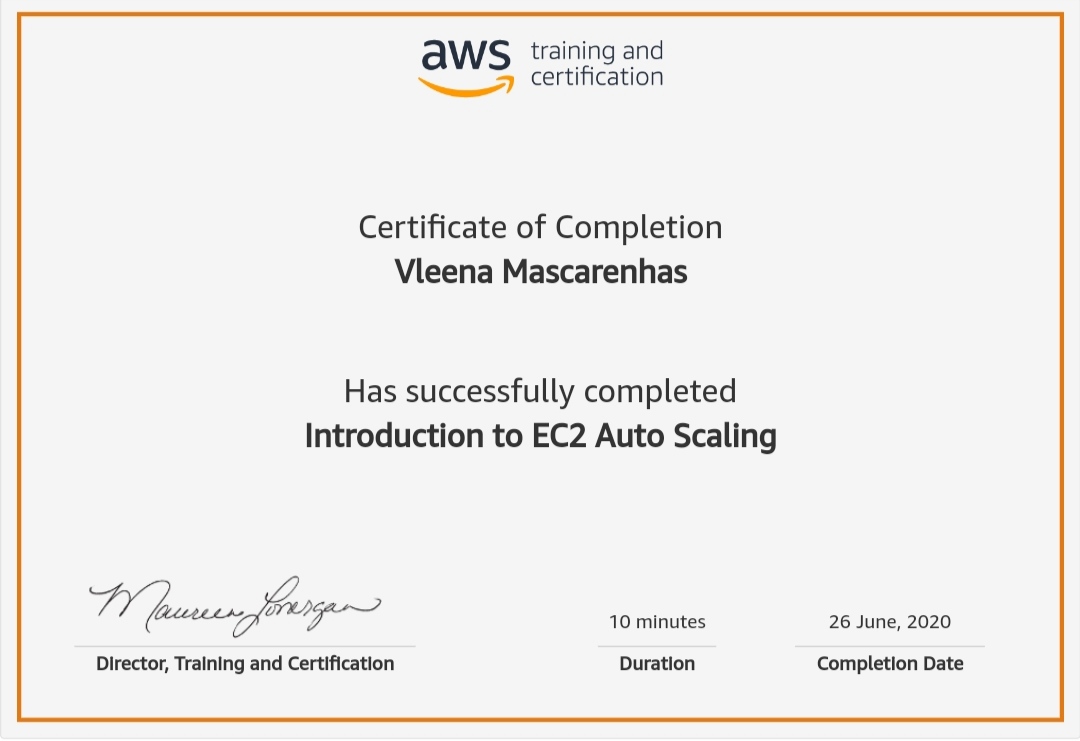 aws training and
certification
Certificate of Completion
Vleena Mascarenhas
Has successfully completed
Introduction to EC2 Auto Scaling
Maureen Lonergan
Director, Training and Certification
10 minutes
Duration
26 June, 2020
Completion Date